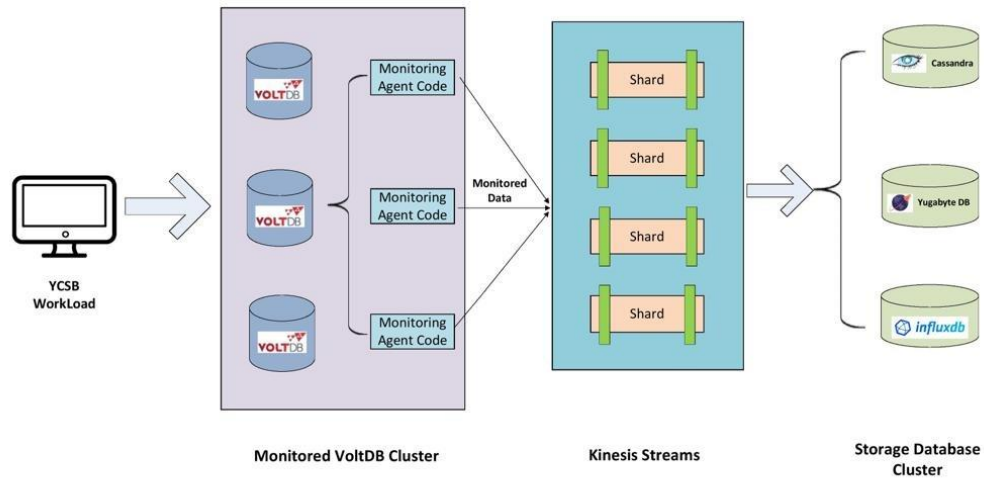 YCSB
WorkLoad
VOLTDB
VOLTDB
VOLTDB
Monitoring
Agent Code
Monitoring
Agent Code
Monitoring
Agent Code
Monitored
Data
Shard
Shard
Shard
Shard
Cassandra
Yugabyte DB
influxdb
Monitored VoltDB Cluster
Kinesis Streams
Storage Database
Cluster